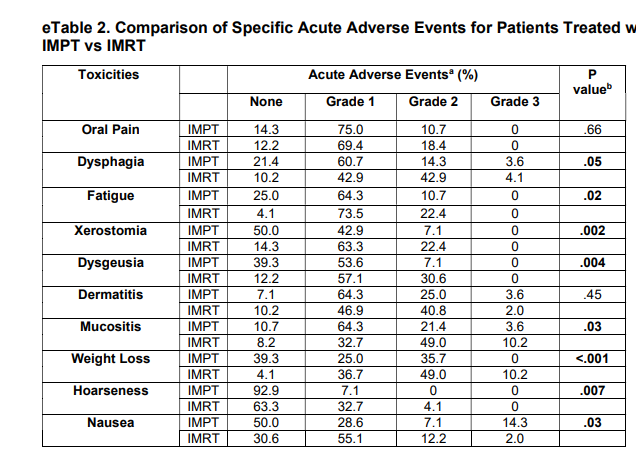 eTable 2. Comparison of Specific Acute Adverse Events for Patients Treated
IMPT vs IMRT
Toxicities Acute Adverse Eventsᵃ (%) P
valueᵇ
None Grade 1 Grade 2 Grade 3
Oral Pain IMPT 14.3 75.0 10.7 0 .66
IMRT 12.2 69.4 18.4 0
Dysphagia IMPT 21.4 60.7 14.3 3.6 .05
IMRT 10.2 42.9 42.9 4.1
Fatigue IMPT 25.0 64.3 10.7 0 .02
IMRT 4.1 73.5 22.4 0
Xerostomia IMPT 50.0 42.9 7.1 0 .002
IMRT 14.3 63.3 22.4 0
Dysgeusia IMPT 39.3 53.6 7.1 0 .004
IMRT 12.2 57.1 30.6 0
Dermatitis IMPT 7.1 64.3 25.0 3.6 .45
IMRT 10.2 46.9 40.8 2.0
Mucositis IMPT 10.7 64.3 21.4 3.6 .03
IMRT 8.2 32.7 49.0 10.2
Weight Loss IMPT 39.3 25.0 35.7 0 <.001
IMRT 4.1 36.7 49.0 10.2
Hoarseness IMPT 92.9 7.1 0 0 .007
IMRT 63.3 32.7 4.1 0
Nausea IMPT 50.0 28.6 7.1 14.3 .03
IMRT 30.6 55.1 12.2 2.0